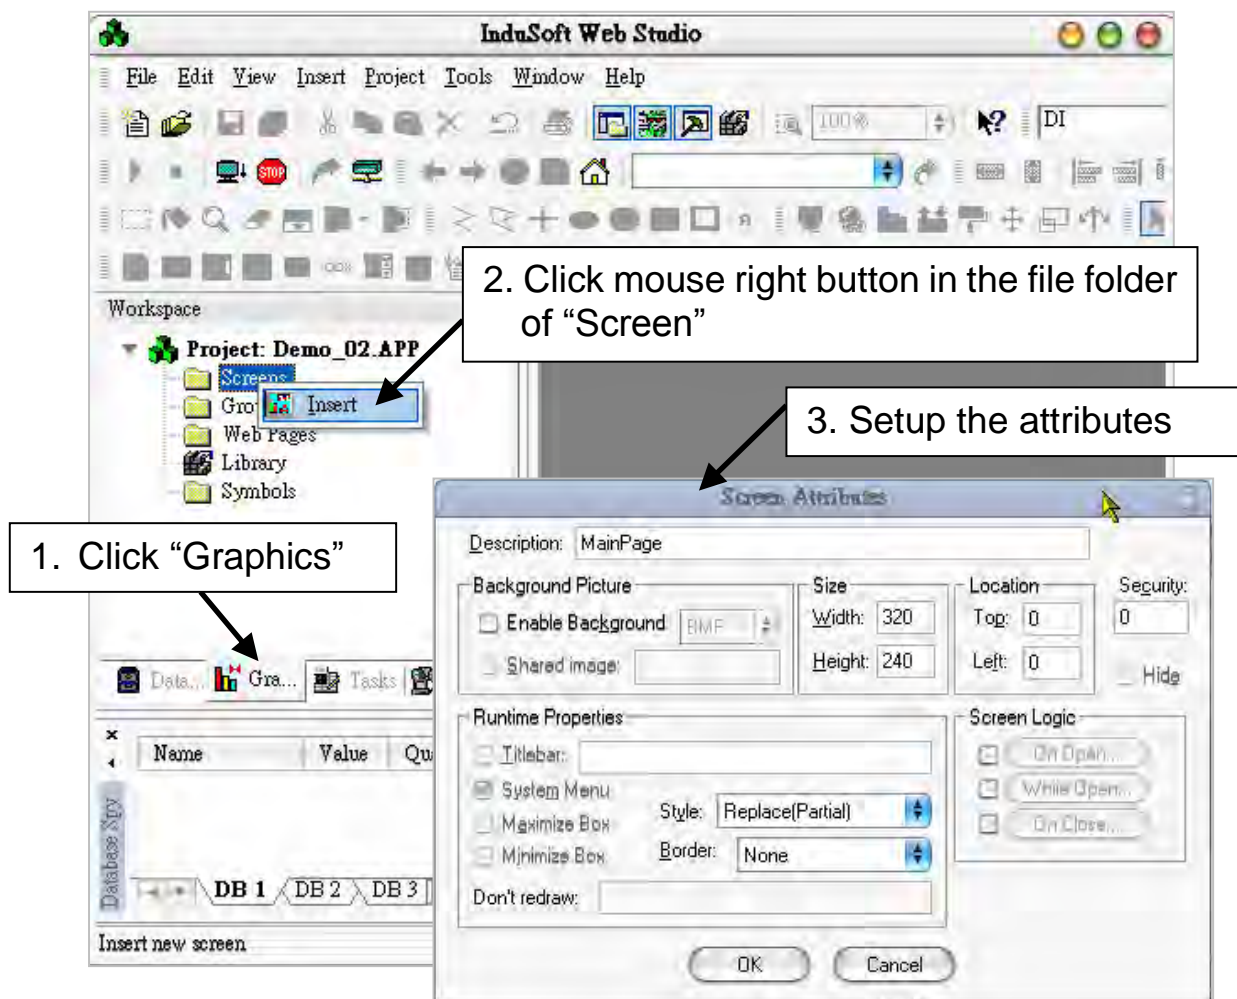 InduSoft Web Studio
File Edit View Insert Project Tools Window Help
100% DI
2. Click mouse right button in the file folder
of “Screen”
Workspace
Project: Demo_02.APP
Screens
Insert
Web Pages
Library
Symbols
3. Setup the attributes
1. Click “Graphics”
Data... Gra... Tasks
Name Value
Database Spy
DB 1 DB 2 DB 3
Insert new screen
Screen Attributes
Description: MainPage
Background Picture
Enable Background BMP
Shared image:
Size
Width: 320
Height: 240
Location
Top: 0
Left: 0
Security:
0
Hide
Runtime Properties
Titlebar:
System Menu
Maximize Box
Minimize Box
Style: Replace(Partial)
Border: None
Don't redraw:
Screen Logic
On Open...
While Open...
On Close...
OK Cancel